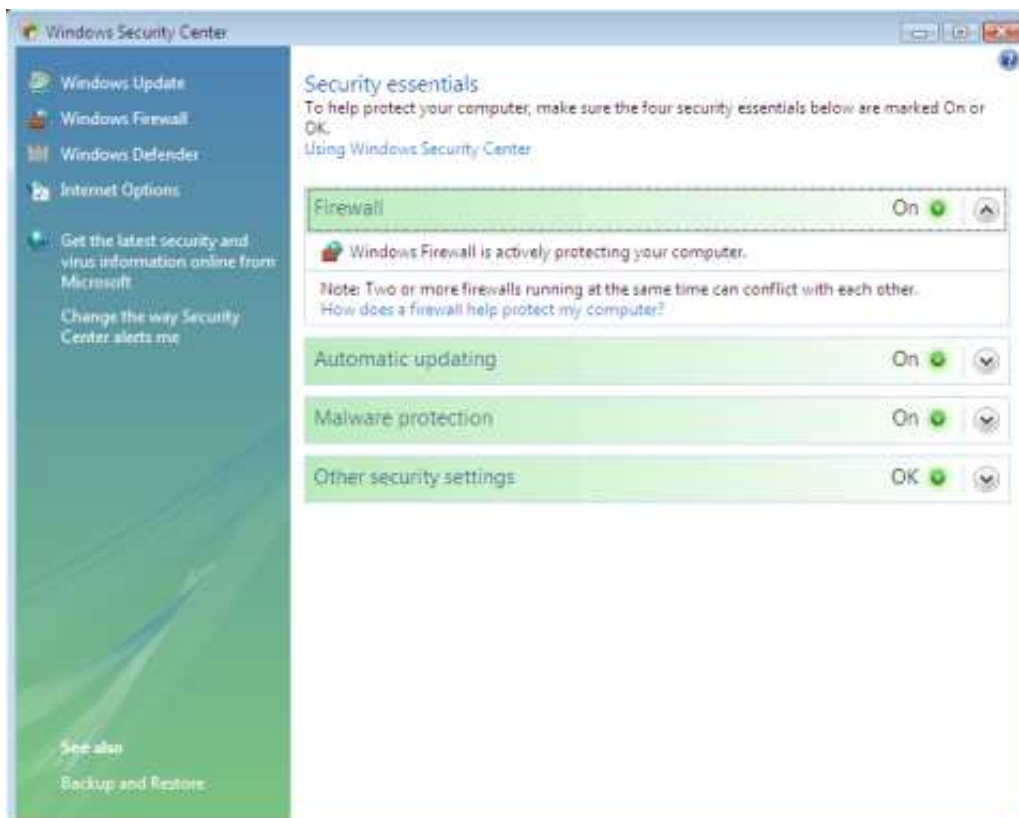 Windows Security Center
Windows Update
Windows Firewall
Windows Defender
Internet Options
Get the latest security and
virus information online from
Microsoft
Change the way Security
Center alerts me
See also
Backup and Restore
Security essentials
To help protect your computer, make sure the four security essentials below are marked On or
OK.
Using Windows Security Center
Firewall On
Windows Firewall is actively protecting your computer.
Note: Two or more firewalls running at the same time can conflict with each other.
How does a firewall help protect my computer?
Automatic updating On
Malware protection On
Other security settings OK